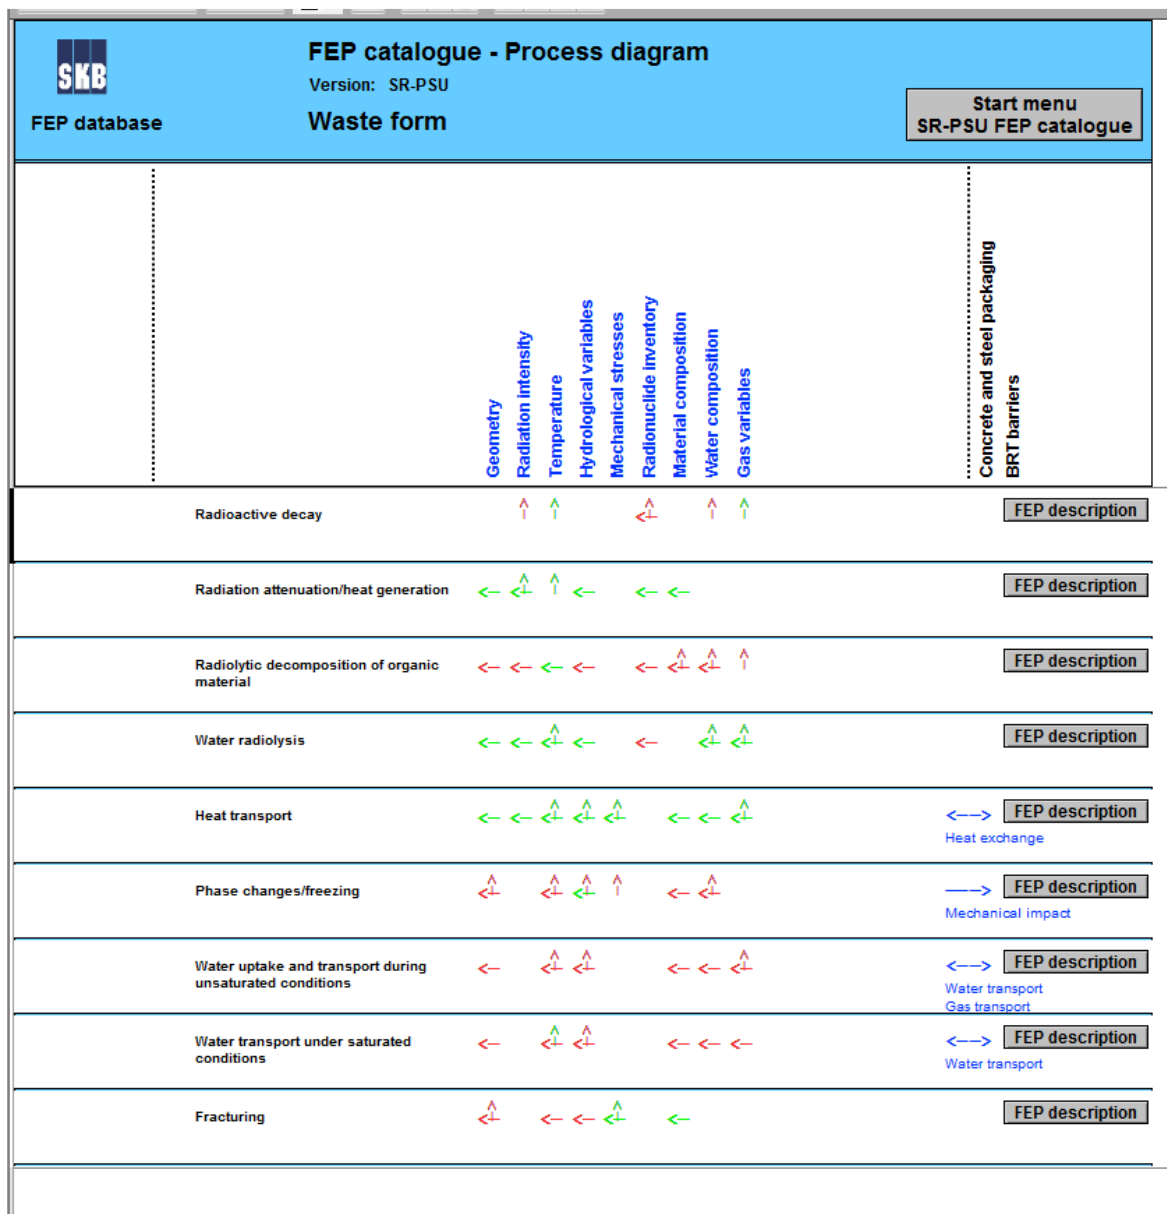 SKB
FEP database
FEP catalogue - Process diagram
Version: SR-PSU
Waste form
Start menu
SR-PSU FEP catalogue
Geometry
Radiation intensity
Temperature
Hydrological variables
Mechanical stresses
Radionuclide inventory
Material composition
Water composition
Gas variables
Concrete and steel packaging
BRT barriers
Radioactive decay
FEP description
Radiation attenuation/heat generation
FEP description
Radiolytic decomposition of organic
material
FEP description
Water radiolysis
FEP description
Heat transport
FEP description
Heat exchange
Phase changes/freezing
FEP description
Mechanical impact
Water uptake and transport during
unsaturated conditions
FEP description
Water transport
Gas transport
Water transport under saturated
conditions
FEP description
Water transport
Fracturing
FEP description